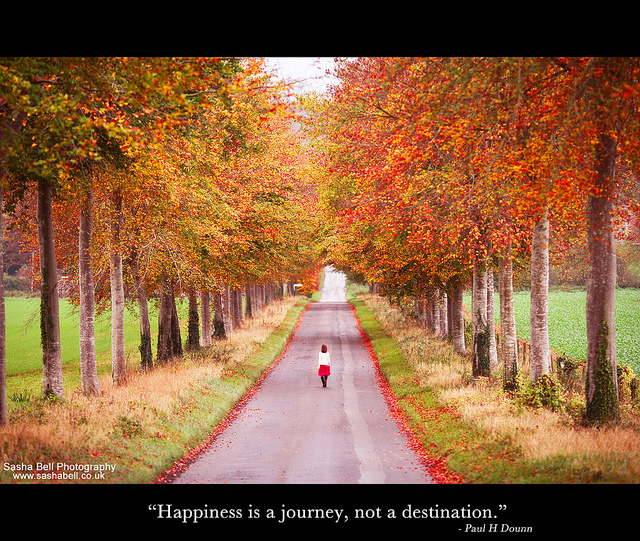 Sasha Bell Photography
www.sashabell.co.uk
“Happiness is a journey, not a destination.”
- Paul H Dounn